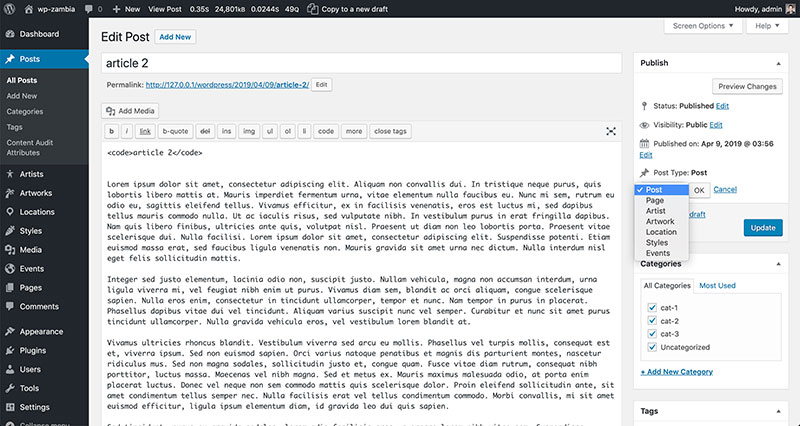 wp-zambia 0 New View Post 0.35S 24,801KB 0.0244S 49Q Copy to a new draft Howdy, admin
Screen Options Help
Dashboard
Posts
All Posts
Add New
Categories
Tags
Content Audit
Attributes
Artists
Artworks
Locations
Styles
Media
Events
Pages
Comments
Appearance
Plugins
Users
Tools
Settings
Collapse menu
Edit Post Add New
article 2
Permalink: http://127.0.0.1/wordpress/2019/04/09/article-2/ Edit
Add Media
b i link b-quote del ins img ul ol li code more close tags
<code>article 2</code>
Lorem ipsum dolor sit amet, consectetur adipiscing elit. Aliquam non convallis dui. In tristique neque purus, quis
lobortis libero mattis ut. Mauris imperdiet fermentum urna, vitae elementum nulla faucibus eu. Nunc mi sem, rutrum eu
odio eu, sagittis eleifend tellus. Vivamus efficitur, ex in facilisis venenatis, eros est luctus mi, sed dapibus
tellus mauris commodo nulla. Ut ac iaculis risus, sed vulputate nibh. In vestibulum purus in erat fringilla dapibus.
Nam quis libero finibus, ultricies ante quis, volutpat nisl. Praesent ut diam non leo lobortis porta. Praesent vitae
scelerisque dui. Nulla facilisi. Lorem ipsum dolor sit amet, consectetur adipiscing elit. Suspendisse potenti. Etiam
euismod massa erat, sed faucibus ligula venenatis non. Mauris gravida sit amet urna nec dictum. Nulla interdum nisl
eget felis sollicitudin mattis.
Integer sed justo elementum, lacinia odio non, suscipit justo. Nullam vehicula, magna non accumsan interdum, urna
ligula viverra mi, vel feugiat nibh enim ut purus. Vivamus diam sem, blandit ac orci aliquam, congue scelerisque
sapien. Nulla eros enim, consectetur in tincidunt ullamcorper, tempor et nunc. Nam tempor in purus in placerat.
Phasellus dapibus vitae dui vel tincidunt. Aliquam varius suscipit nunc vel semper. Curabitur et nunc sit amet purus
tincidunt ullamcorper. Nulla gravida vehicula eros, vel vestibulum lorem blandit at.
Vivamus ultricies rhoncus blandit. Vestibulum viverra sed arcu eu mollis. Phasellus vel turpis mollis, consequat est
et, viverra ipsum. Sed non euismod sapien. Orci varius natoque penatibus et magnis dis parturient montes, nascetur
ridiculus mus. Sed non magna sodales, sollicitudin justo et, congue quam. Fusce vitae diam rutrum, consequat nibh
porttitor, luctus massa. Maecenas vel nibh magna. Sed et metus ex. Mauris maximus malesuada odio, at porta enim
placerat luctus. Donec vel neque non sem commodo mattis quis scelerisque dolor. Proin eleifend sollicitudin ante, sit
amet condimentum tellus semper nec. Nulla facilisis erat vel tellus condimentum commodo. Morbi convallis, mi sit amet
euismod efficitur, ligula ipsum elementum diam, id gravida leo dui quis sapien.
Publish
Preview Changes
Status: Published Edit
Visibility: Public Edit
Published on: Apr 9, 2019 @ 03:56
Edit
Post Type: Post
Post OK Cancel
Page
Artist
Artwork
Location
Styles
Events
draft
Update
Categories
All Categories Most Used
cat-1
cat-2
cat-3
Uncategorized
+ Add New Category
Tags